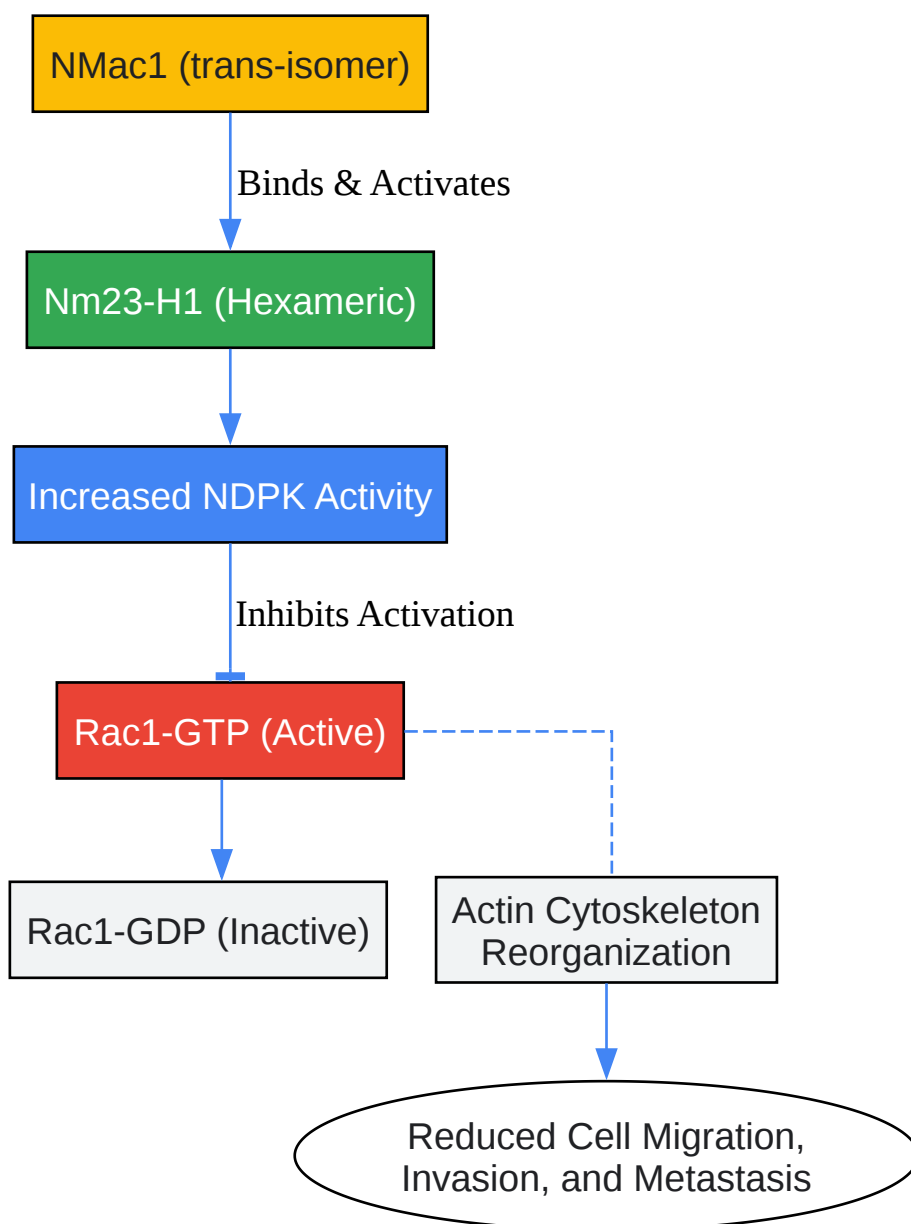 NMac1 (trans-isomer)
Binds & Activates
Nm23-H1 (Hexameric)
Increased NDPK Activity
Inhibits Activation
Rac1-GTP (Active)
Rac1-GDP (Inactive)
Actin Cytoskeleton
Reorganization
Reduced Cell Migration,
Invasion, and Metastasis